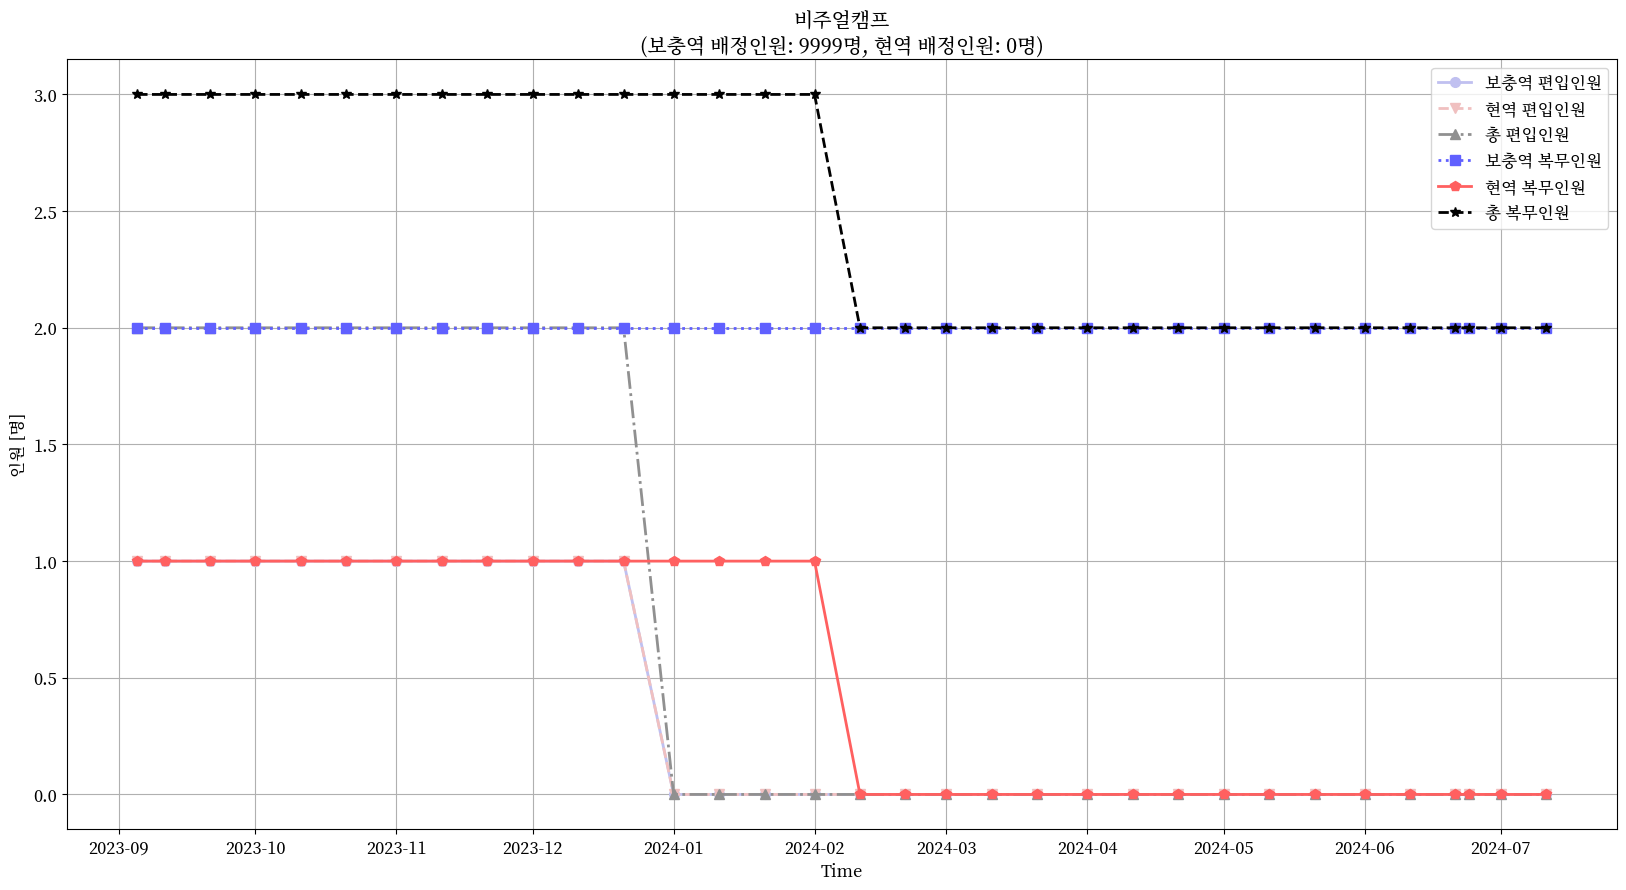 비주얼캠프
(보충역 배정인원: 9999명, 현역 배정인원: 0명)
보충역 편입인원
현역 편입인원
총 편입인원
보충역 복무인원
현역 복무인원
총 복무인원
인원 [명]
3.0
2.5
2.0
1.5
1.0
0.5
0.0
2023-09 2023-10 2023-11 2023-12 2024-01 2024-02 2024-03 2024-04 2024-05 2024-06 2024-07
Time